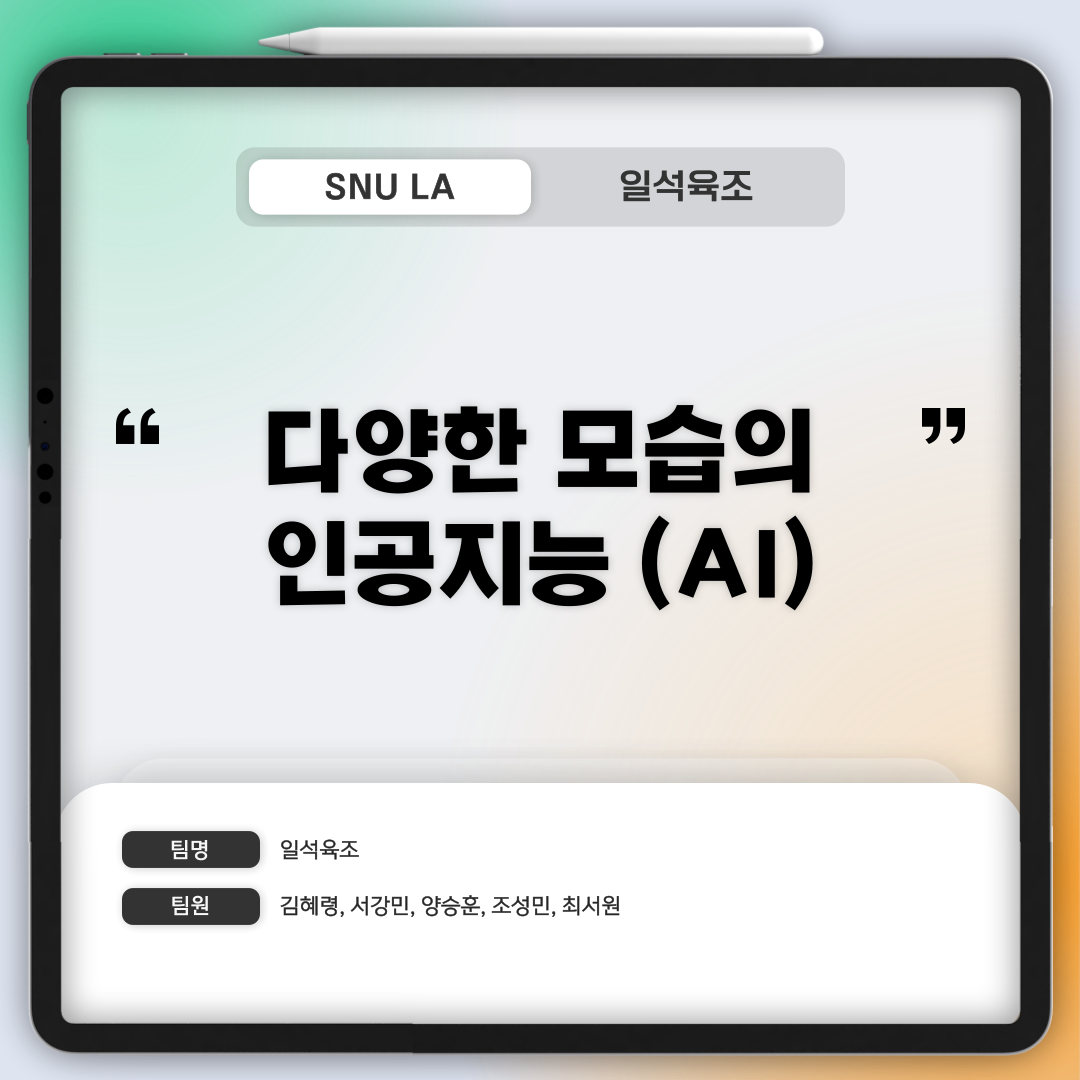 SNU LA 일석육조
“ 다양한 모습의 ”
인공지능 (AI)
팀명 일석육조
팀원 김혜령, 서강민, 양승훈, 조성민, 최서원